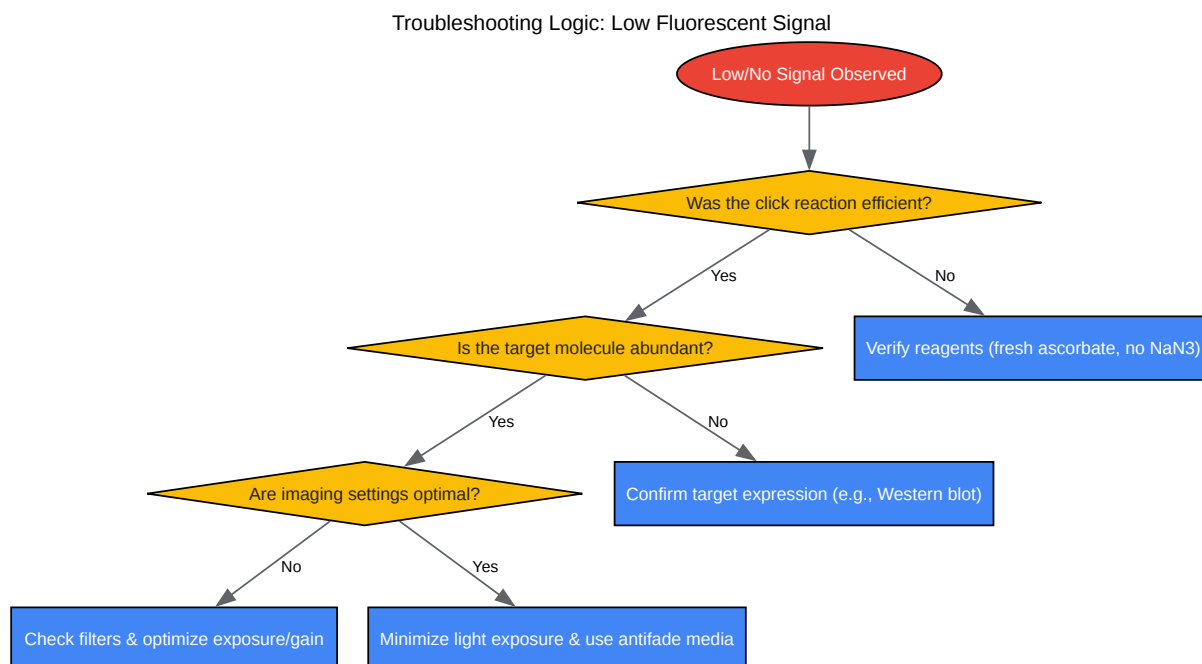 Troubleshooting Logic: Low Fluorescent Signal
Low/No Signal Observed
Was the click reaction efficient?
Yes
No
Is the target molecule abundant?
Verify reagents (fresh ascorbate, no NaN3)
Yes
No
Are imaging settings optimal?
Confirm target expression (e.g., Western blot)
No
Yes
Check filters & optimize exposure/gain
Minimize light exposure & use antifade media